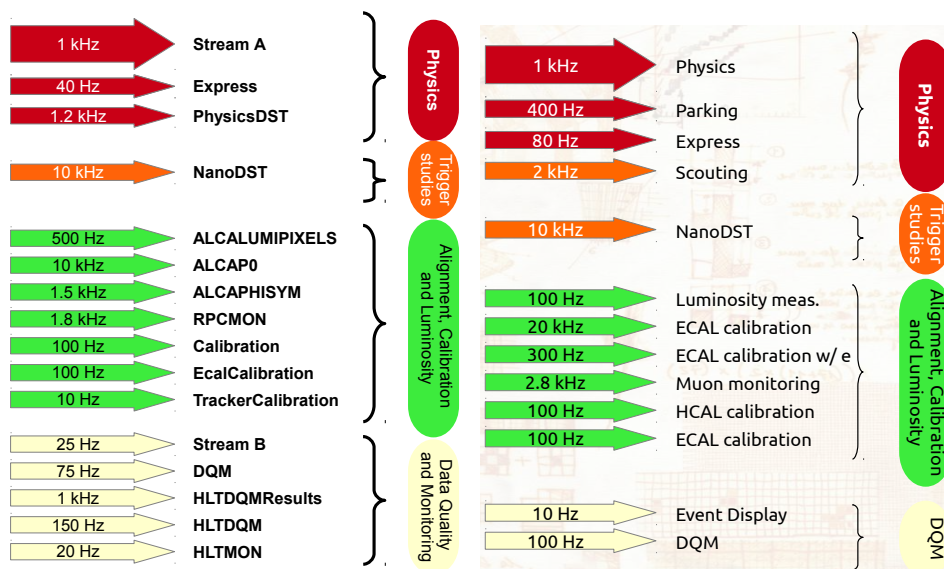 1 kHz Stream A
40 Hz Express
1.2 kHz PhysicsDST
Physics
10 kHz NanoDST
Trigger
studies
500 Hz ALCALUMIPIXELS
10 kHz ALCAP0
1.5 kHz ALCAPHISYM
1.8 kHz RPCMON
100 Hz Calibration
100 Hz EcalCalibration
10 Hz TrackerCalibration
Alignment, Calibration
and Luminosity
25 Hz Stream B
75 Hz DQM
1 kHz HLTDQMResults
150 Hz HLTDQM
20 Hz HLTMON
Data Quality
and Monitoring
1 kHz Physics
400 Hz Parking
80 Hz Express
2 kHz Scouting
Physics
10 kHz NanoDST
Trigger
studies
100 Hz Luminosity meas.
20 kHz ECAL calibration
300 Hz ECAL calibration w/ e
2.8 kHz Muon monitoring
100 Hz HCAL calibration
100 Hz ECAL calibration
Alignment, Calibration
and Luminosity
10 Hz Event Display
100 Hz DQM
DQM